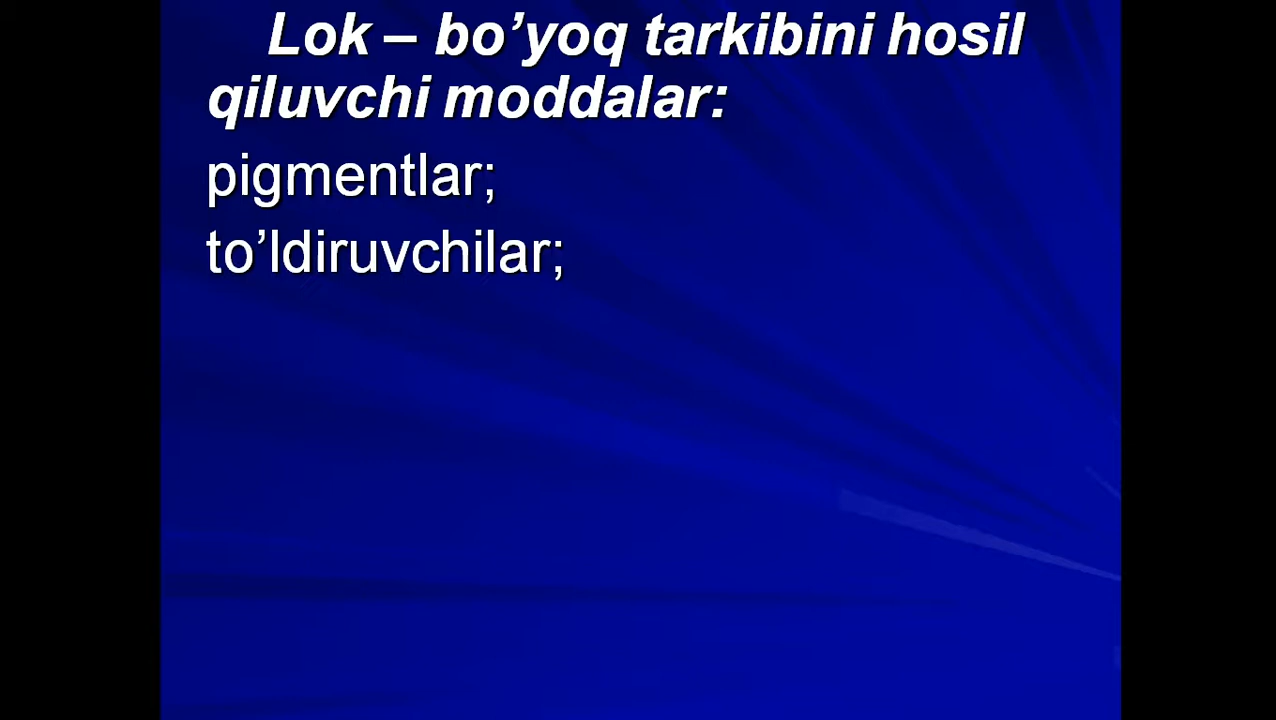 Lok – bo’yoq tarkibini hosil
qiluvchi moddalar:
pigmentlar;
to’ldiruvchilar;